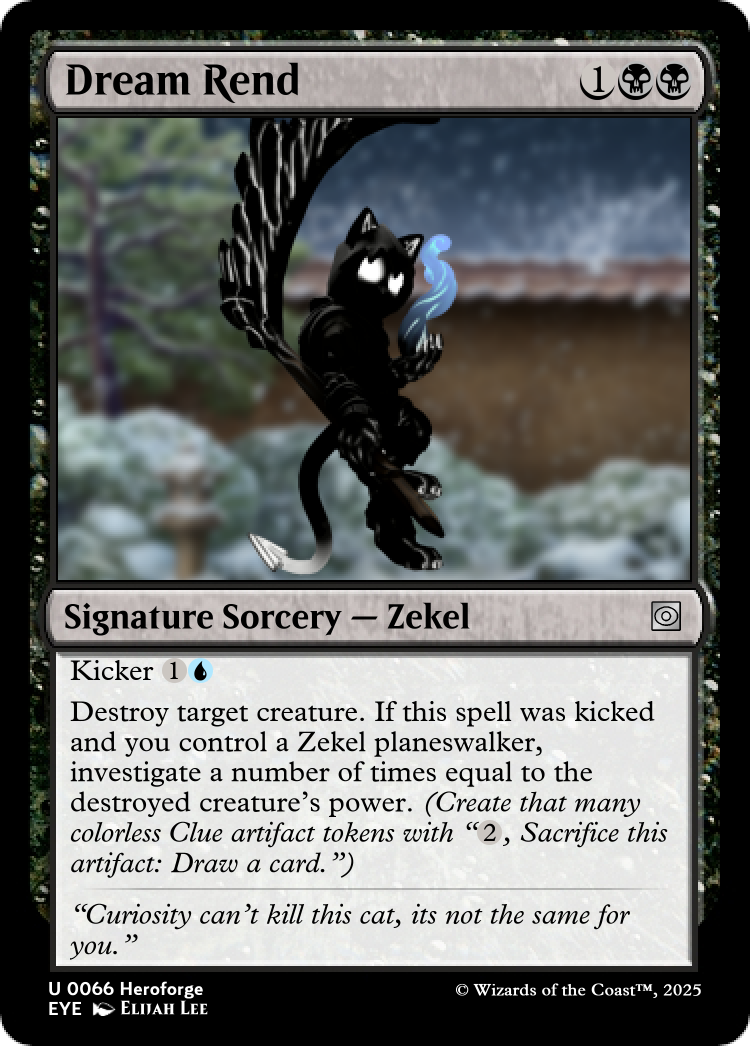 Dream Rend 1
Signature Sorcery — Zekel
Kicker 1
Destroy target creature. If this spell was kicked
and you control a Zekel planeswalker,
investigate a number of times equal to the
destroyed creature’s power. (Create that many
colorless Clue artifact tokens with “2, Sacrifice this
artifact: Draw a card.”)
“Curiosity can’t kill this cat, its not the same for
you.”
U 0066 Heroforge
EYE Elijah Lee
© Wizards of the Coast™, 2025